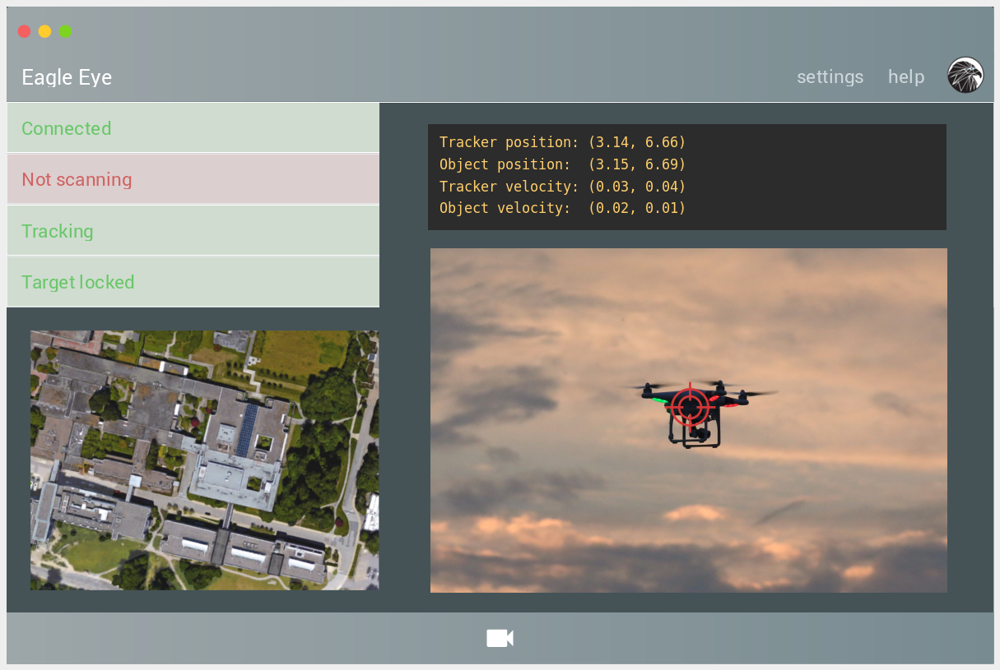 Eagle Eye
settings
help
Connected
Not scanning
Tracking
Target locked
Tracker position: (3.14, 6.66)
Object position:  (3.15, 6.69)
Tracker velocity: (0.03, 0.04)
Object velocity:  (0.02, 0.01)